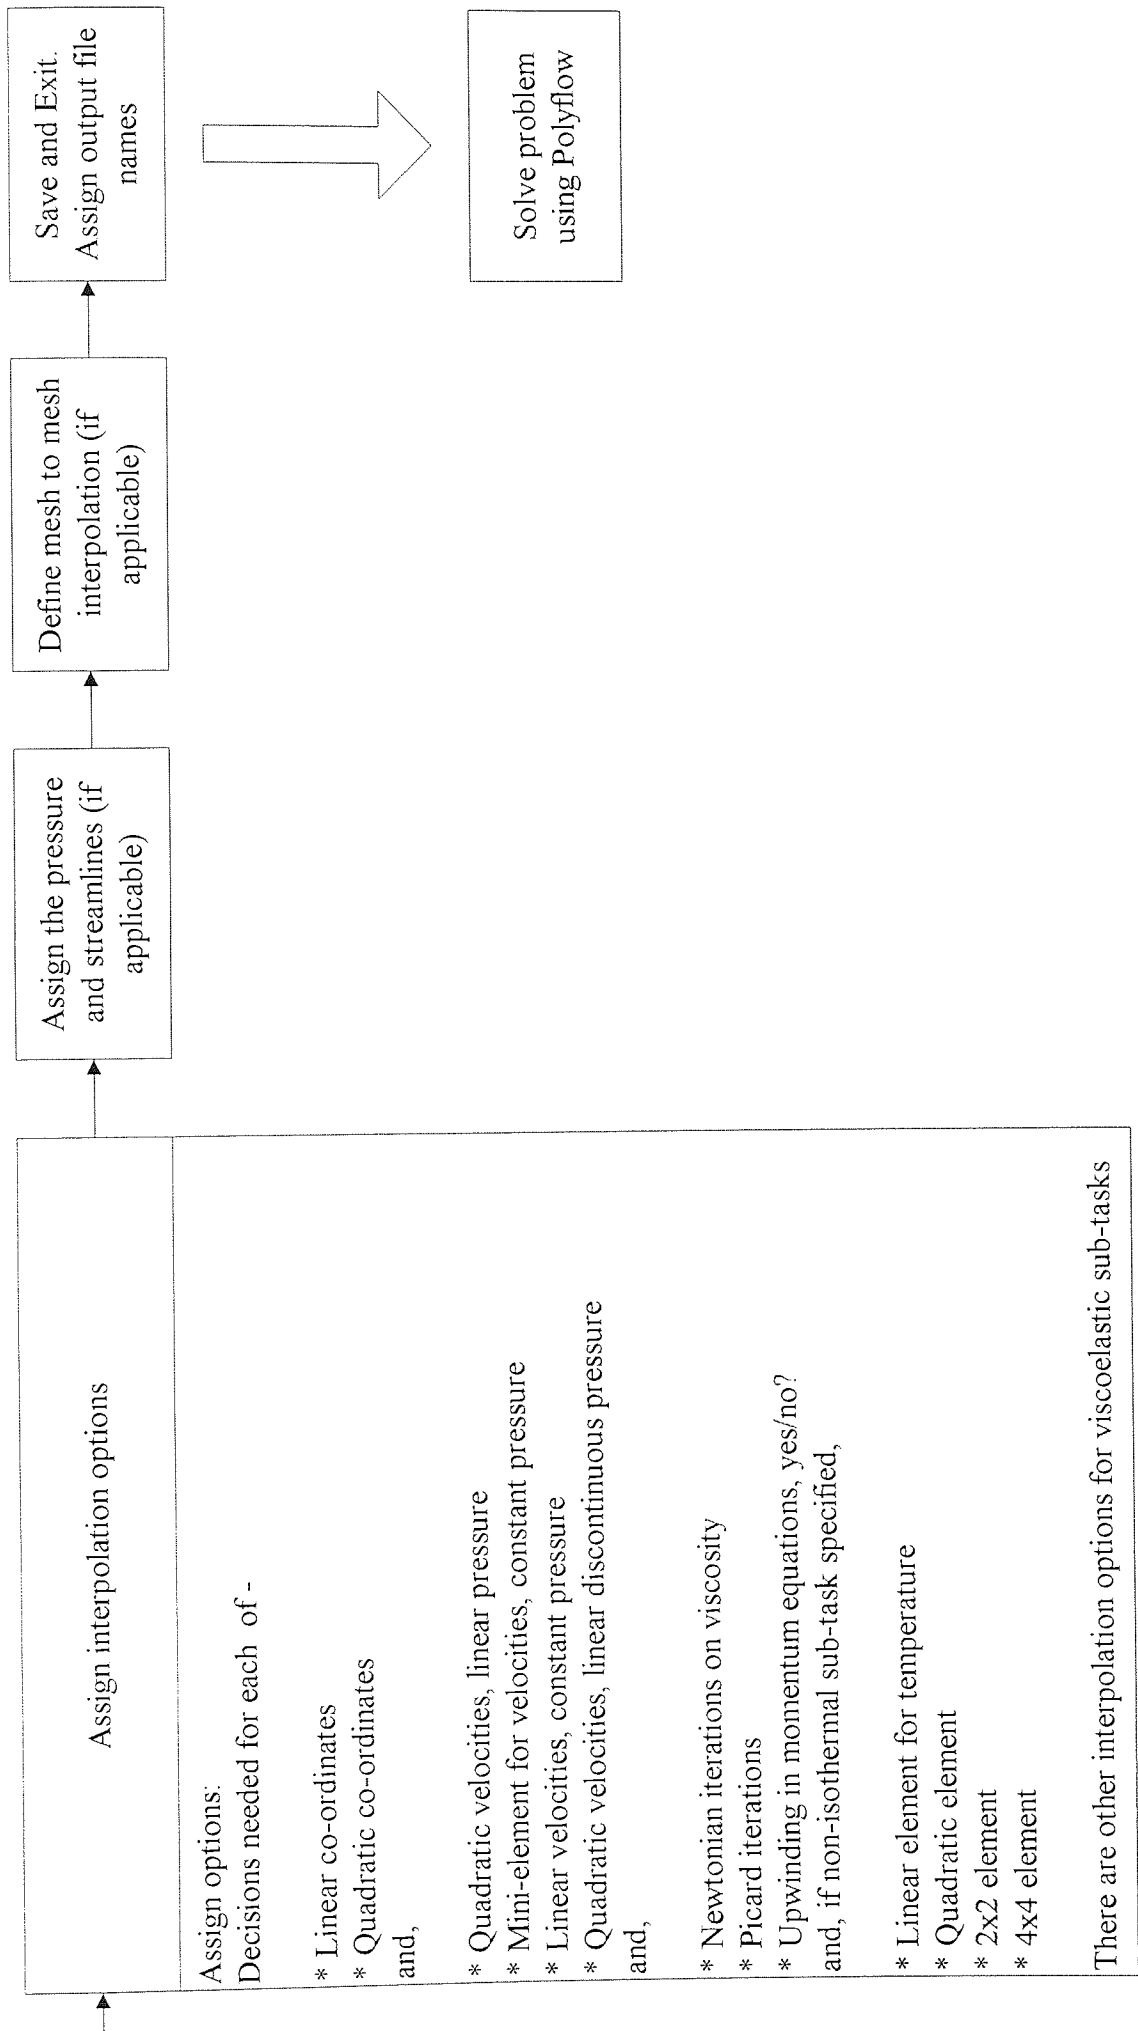 Assign interpolation options
Assign options:
Decisions needed for each of -
* Linear co-ordinates
* Quadratic co-ordinates
and,
* Quadratic velocities, linear pressure
* Mini-element for velocities, constant pressure
* Linear velocities, constant pressure
* Quadratic velocities, linear discontinuous pressure
and,
* Newtonian iterations on viscosity
* Picard iterations
* Upwinding in momentum equations, yes/no?
and, if non-isothermal sub-task specified,
* Linear element for temperature
* Quadratic element
* 2x2 element
* 4x4 element
There are other interpolation options for viscoelastic sub-tasks
Assign the pressure
and streamlines (if
applicable)
Define mesh to mesh
interpolation (if
applicable)
Save and Exit.
Assign output file
names
Solve problem
using Polyflow